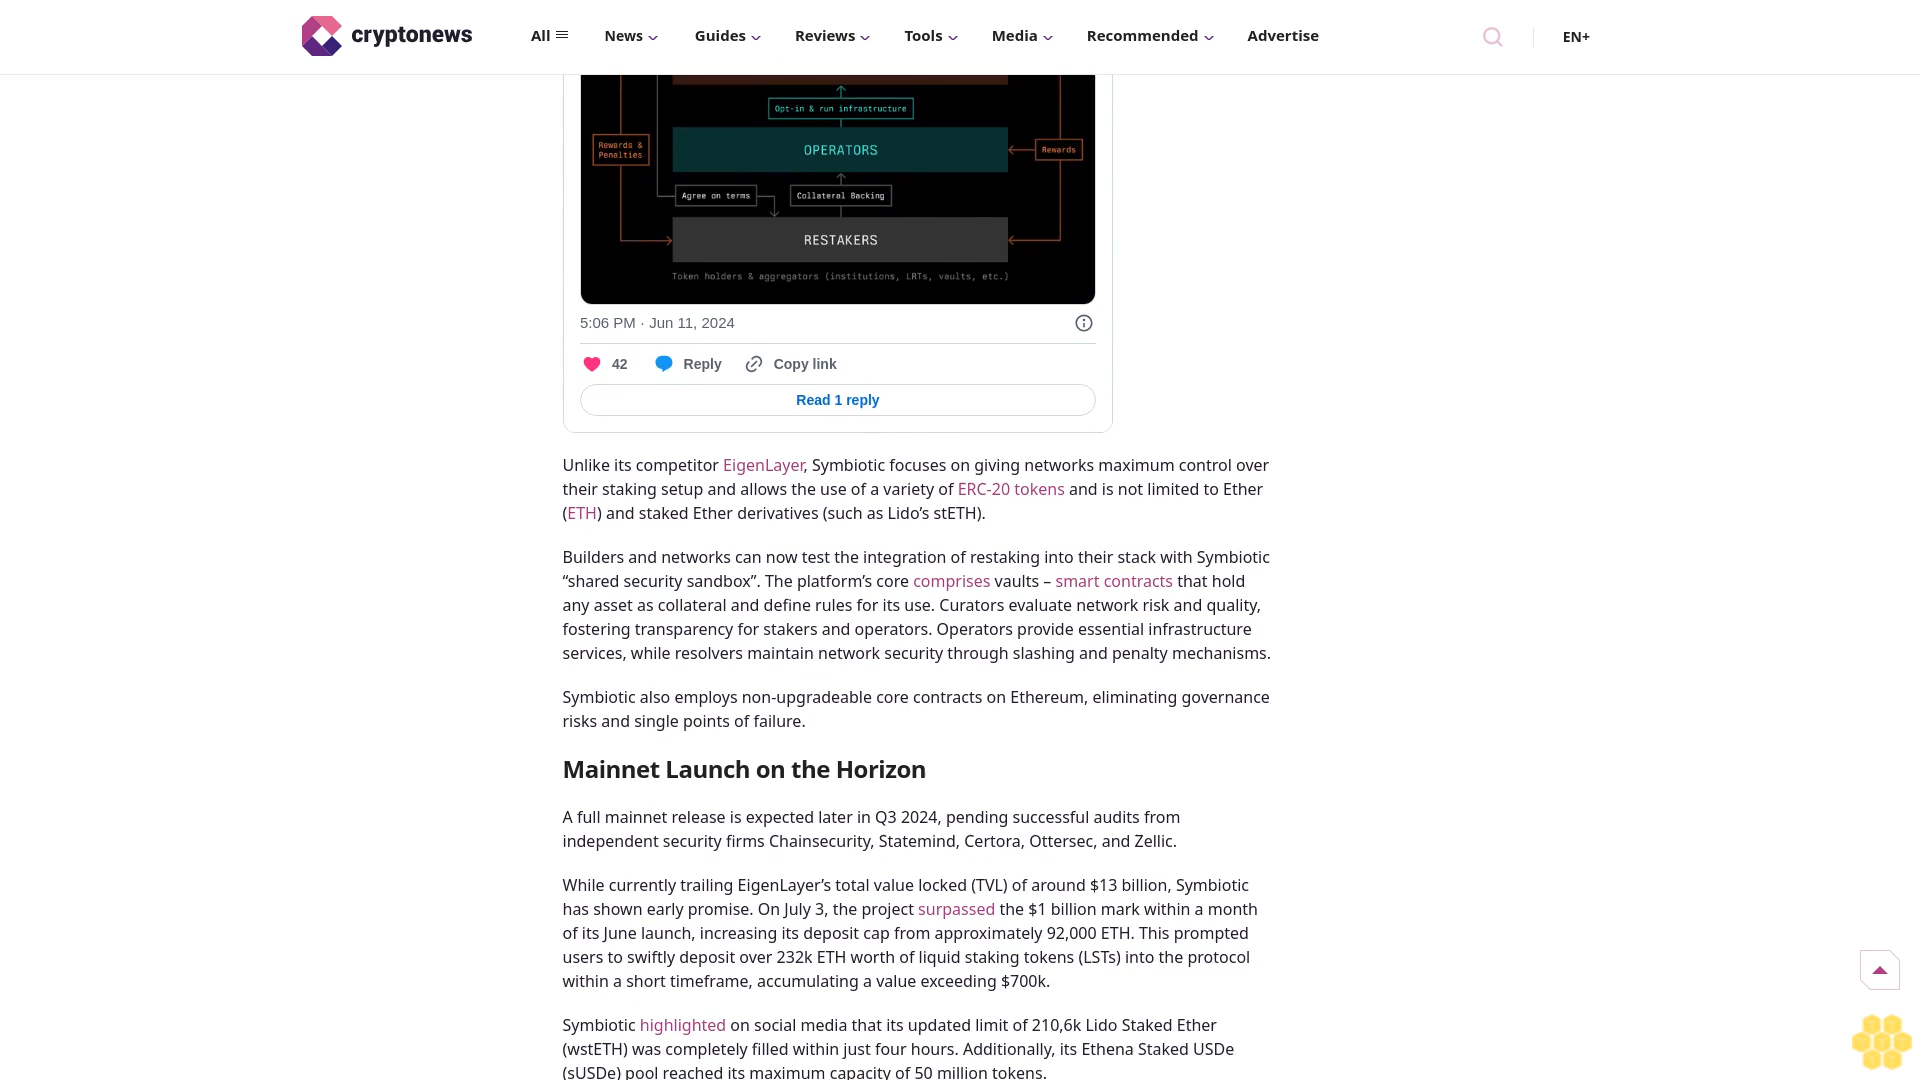 cryptonews
All
News
Guides
Reviews
Tools
Media
Recommended
Advertise
EN+
Opt-in & run infrastructure
OPERATORS
Rewards &
Penalties
Rewards
Agree on terms
Collateral Backing
RESTAKERS
Token holders & aggregators (institutions, LRTs, vaults, etc.)
5:06 PM · Jun 11, 2024
42
Reply
Copy link
Read 1 reply
Unlike its competitor EigenLayer, Symbiotic focuses on giving networks maximum control over
their staking setup and allows the use of a variety of ERC-20 tokens and is not limited to Ether
(ETH) and staked Ether derivatives (such as Lido’s stETH).
Builders and networks can now test the integration of restaking into their stack with Symbiotic
“shared security sandbox”. The platform’s core comprises vaults – smart contracts that hold
any asset as collateral and define rules for its use. Curators evaluate network risk and quality,
fostering transparency for stakers and operators. Operators provide essential infrastructure
services, while resolvers maintain network security through slashing and penalty mechanisms.
Symbiotic also employs non-upgradeable core contracts on Ethereum, eliminating governance
risks and single points of failure.
Mainnet Launch on the Horizon
A full mainnet release is expected later in Q3 2024, pending successful audits from
independent security firms Chainsecurity, Statemind, Certora, Ottersec, and Zellic.
While currently trailing EigenLayer’s total value locked (TVL) of around $13 billion, Symbiotic
has shown early promise. On July 3, the project surpassed the $1 billion mark within a month
of its June launch, increasing its deposit cap from approximately 92,000 ETH. This prompted
users to swiftly deposit over 232k ETH worth of liquid staking tokens (LSTs) into the protocol
within a short timeframe, accumulating a value exceeding $700k.
Symbiotic highlighted on social media that its updated limit of 210,6k Lido Staked Ether
(wstETH) was completely filled within just four hours. Additionally, its Ethena Staked USDe
(sUSDe) pool reached its maximum capacity of 50 million tokens.